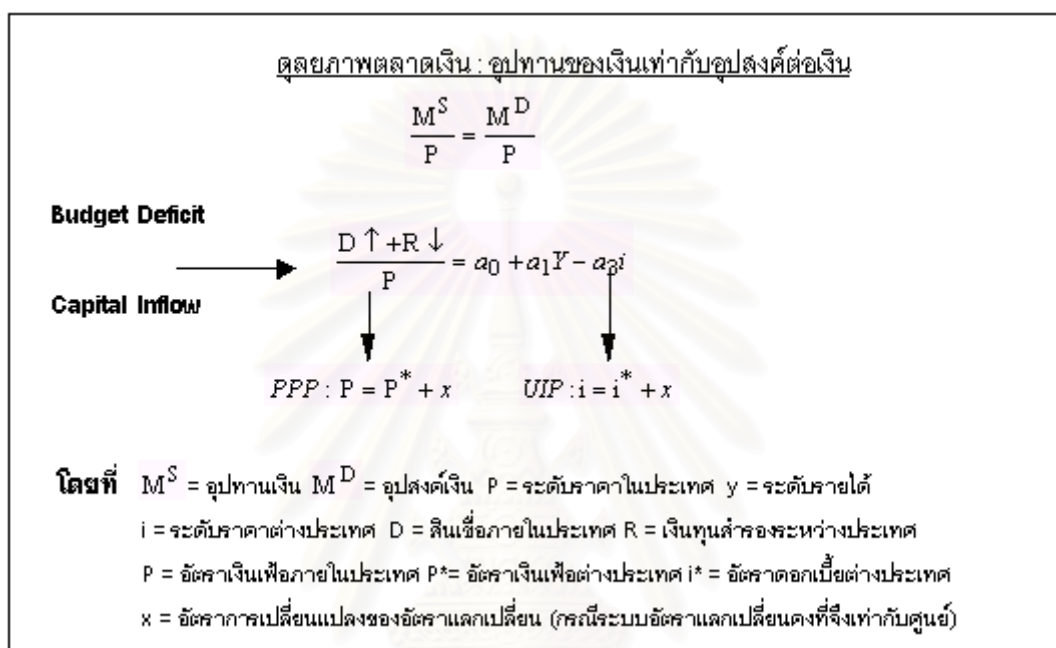 ดุลยภาพตลาดเงิน : อุปทานของเงินเท่ากับอุปสงค์ต่อเงิน
M^S / P = M^D / P
Budget Deficit
(D ↑ +R ↓) / P = a₀ + a₁Y − a₃i
Capital Inflow
PPP : P = P* + x UIP : i = i* + x
โดยที่ M^S = อุปทานเงิน M^D = อุปสงค์เงิน P = ระดับราคาในประเทศ y = ระดับรายได้
i = ระดับราคาต่างประเทศ D = สินเชื่อภายในประเทศ R = เงินทุนสำรองระหว่างประเทศ
P = อัตราเงินเฟ้อภายในประเทศ P*= อัตราเงินเฟ้อต่างประเทศ i* = อัตราดอกเบี้ยต่างประเทศ
x = อัตราการเปลี่ยนแปลงของอัตราแลกเปลี่ยน (กรณีระบบอัตราแลกเปลี่ยนคงที่จึงเท่ากับศูนย์)